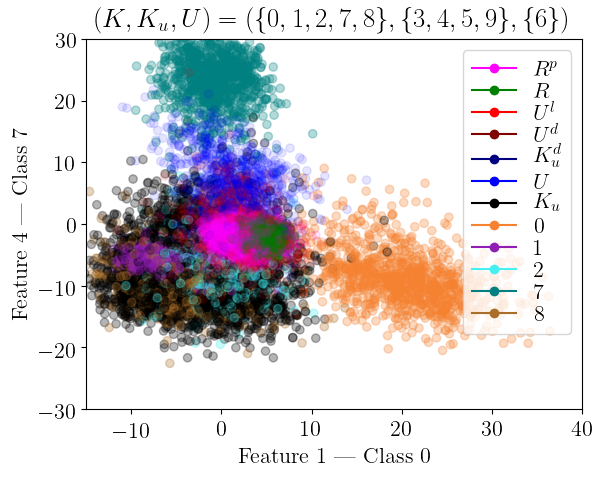 (K, K_u, U) = ({0, 1, 2, 7, 8}, {3, 4, 5, 9}, {6})
30
20
10
0
−10
−20
−30
Feature 4 — Class 7
R^p
R
U^l
U^d
K_u^d
U
K_u
0
1
2
7
8
−10
0
10
20
30
40
Feature 1 — Class 0